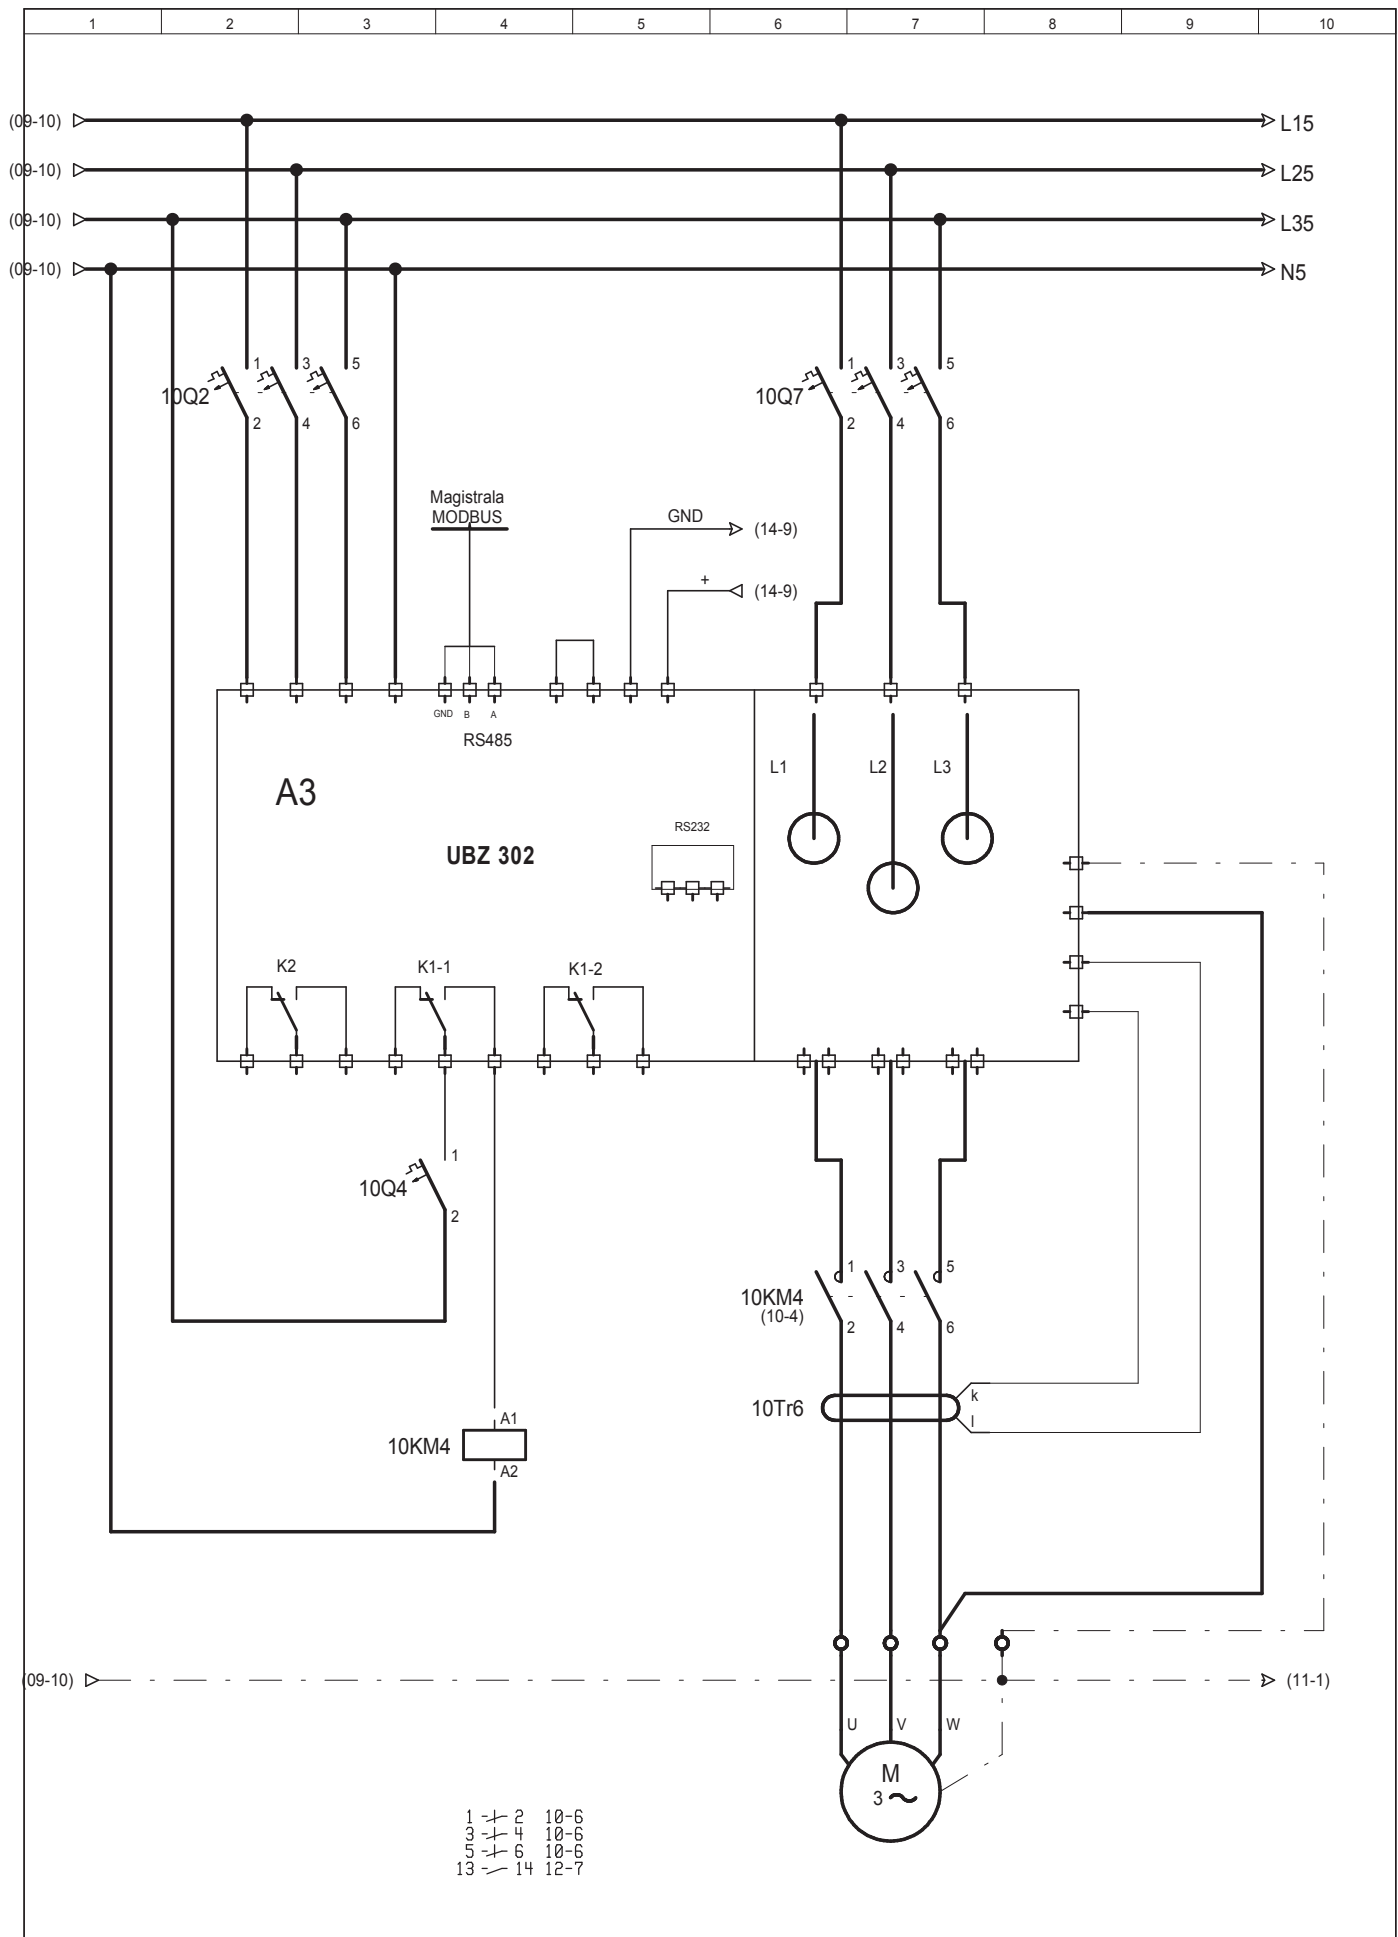 1 2 3 4 5 6 7 8 9 10
(09-10) L15
(09-10) L25
(09-10) L35
(09-10) N5
1 3 5 1 3 5
10Q2 10Q7
2 4 6 2 4 6
Magistrala
MODBUS
GND (14-9)
+ (14-9)
GND B A
RS485
L1 L2 L3
A3
RS232
UBZ 302
K2 K1-1 K1-2
1
10Q4
2
1 3 5
10KM4
(10-4)
2 4 6
k
10Tr6
l
A1
10KM4
A2
(09-10) (11-1)
U V W
M
3
1 2 10-6
3 4 10-6
5 6 10-6
13 14 12-7